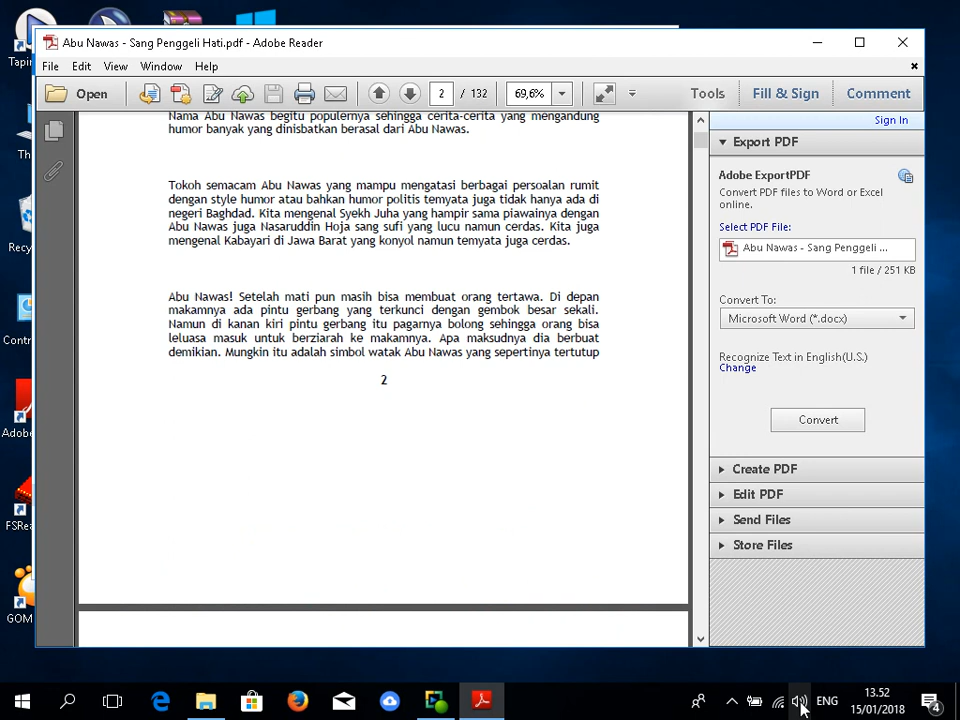 Tapin
Abu Nawas - Sang Penggeli Hati.pdf - Adobe Reader
File Edit View Window Help
Open 2 / 132 69,6% Tools Fill & Sign Comment
Sign In
Nama Abu Nawas begitu populernya sehingga cerita-cerita yang mengandung
humor banyak yang dinisbatkan berasal dari Abu Nawas.
Tokoh semacam Abu Nawas yang mampu mengatasi berbagai persoalan rumit
dengan style humor atau bahkan humor politis temyata juga tidak hanya ada di
negeri Baghdad. Kita mengenal Syekh Juha yang hampir sama piawainya dengan
Abu Nawas juga Nasaruddin Hoja sang sufi yang lucu namun cerdas. Kita juga
mengenal Kabayari di Jawa Barat yang konyol namun temyata juga cerdas.
Abu Nawas! Setelah mati pun masih bisa membuat orang tertawa. Di depan
makamnya ada pintu gerbang yang terkunci dengan gembok besar sekali.
Namun di kanan kiri pintu gerbang itu pagarnya bolong sehingga orang bisa
leluasa masuk untuk berziarah ke makamnya. Apa maksudnya dia berbuat
demikian. Mungkin itu adalah simbol watak Abu Nawas yang sepertinya tertutup
2
Export PDF
Adobe ExportPDF
Convert PDF files to Word or Excel
online.
Select PDF File:
Abu Nawas - Sang Penggeli ...
1 file / 251 KB
Convert To:
Microsoft Word (*.docx)
Recognize Text in English(U.S.)
Change
Convert
Create PDF
Edit PDF
Send Files
Store Files
Th
Recy
Contr
Adob
FSRea
GOM
ENG
13.52
15/01/2018
4